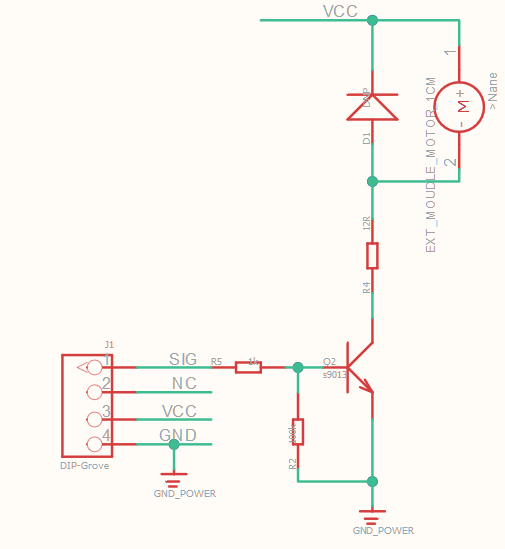 VCC
1
M
+
-
>Name
2
EXT_MOUDLE_MOTOR_1CM
D1
12R
R4
J1
1
SIG
R5
1k
Q2
s9013
2
NC
3
VCC
4
GND
100k
R2
DIP-Grove
GND_POWER
GND_POWER